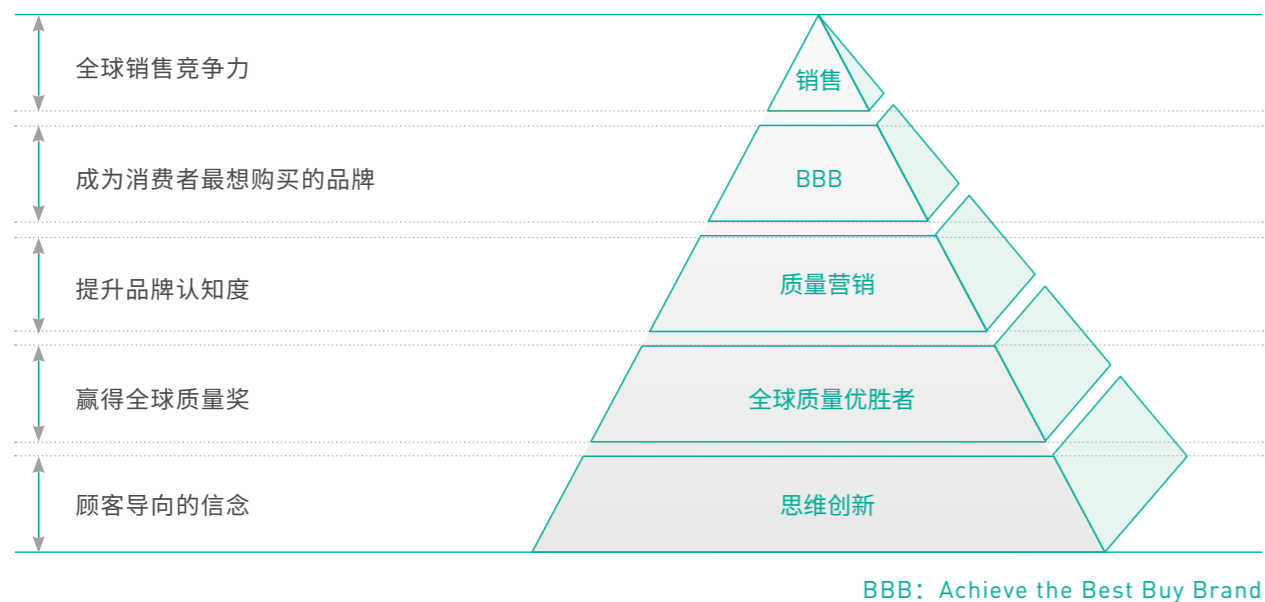 全球销售竞争力
销售
成为消费者最想购买的品牌
BBB
提升品牌认知度
质量营销
赢得全球质量奖
全球质量优胜者
顾客导向的信念
思维创新
BBB：Achieve the Best Buy Brand